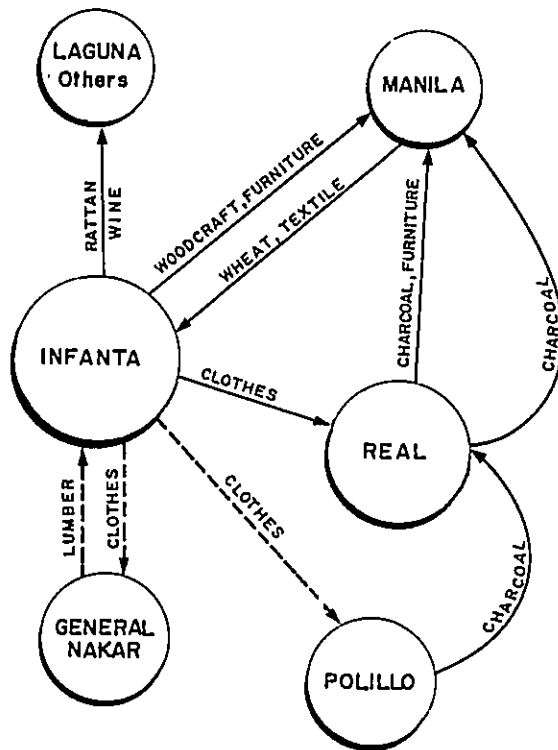 LAGUNA
Others
MANILA
RATTAN
WINE
WOODCRAFT, FURNITURE
WHEAT, TEXTILE
CHARCOAL, FURNITURE
CHARCOAL
INFANTA
CLOTHES
REAL
LUMBER
CLOTHES
CLOTHES
CHARCOAL
GENERAL
NAKAR
POLILLO